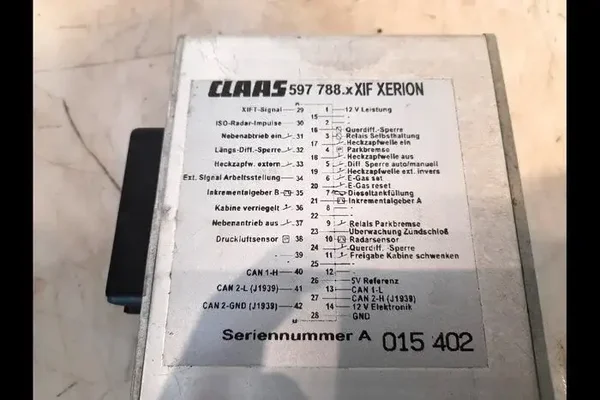 CLAAS 597 788.x XIF XERION
XIFT-Signal 29 1 12 V Leistung
15
ISO-Radar-Impulse 30 2 Querdiff.-Sperre
16
Nebenabtrieb ein 31 3 Relais Selbsthaltung
17 Heckzapfwelle ein
Längs-Diff.-Sperre 32 4 Parkbremse
18 Heckzapfwelle aus
Heckzapfw. extern 33 5 Diff. Sperre auto/manuell
19 Heckzapfwelle ext. invers
Ext. Signal Arbeitsstellung 34 6 E-Gas set
20 E-Gas reset
Inkrementalgeber B 35 7 Dieseltankfüllung
21 Inkrementalgeber A
Kabine verriegelt 36 8
22
Nebenantrieb aus 37 9 Relais Parkbremse
23 Überwachung Zündschloß
Druckluftsensor 38 10 Radarsensor
24 Querdiff. -Sperre
39 11 Freigabe Kabine schwenken
25
CAN 1-H 40 12
26 5V Referenz
CAN 2-L (J1939) 41 13 CAN 1-L
27 CAN 2-H (J1939)
CAN 2-GND (J1939) 42 14 12 V Elektronik
28 GND
Seriennummer A 015 402